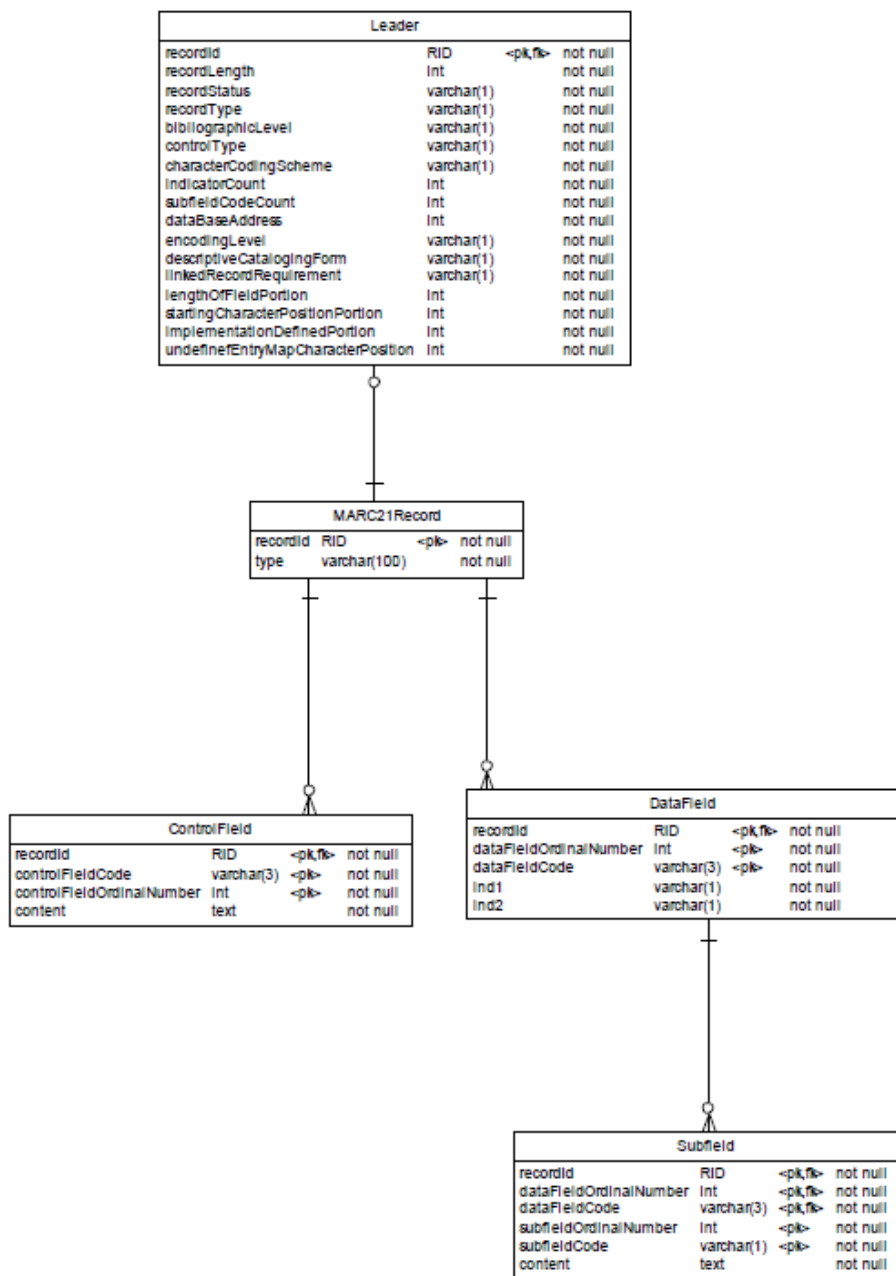 Leader
recordId RID <pk,fk> not null
recordLength int not null
recordStatus varchar(1) not null
recordType varchar(1) not null
bibliographicLevel varchar(1) not null
controlType varchar(1) not null
characterCodingScheme varchar(1) not null
indicatorCount int not null
subfieldCodeCount int not null
dataBaseAddress int not null
encodingLevel varchar(1) not null
descriptiveCatalogingForm varchar(1) not null
linkedRecordRequirement varchar(1) not null
lengthOfFieldPortion int not null
startingCharacterPositionPortion int not null
implementationDefinedPortion int not null
undefinefEntryMapCharacterPosition int not null
MARC21Record
recordId RID <pk> not null
type varchar(100) not null
ControlField
recordId RID <pk,fk> not null
controlFieldCode varchar(3) <pk> not null
controlFieldOrdinalNumber int <pk> not null
content text not null
DataField
recordId RID <pk,fk> not null
dataFieldOrdinalNumber int <pk> not null
dataFieldCode varchar(3) <pk> not null
ind1 varchar(1) not null
ind2 varchar(1) not null
Subfield
recordId RID <pk,fk> not null
dataFieldOrdinalNumber int <pk,fk> not null
dataFieldCode varchar(3) <pk,fk> not null
subfieldOrdinalNumber int <pk> not null
subfieldCode varchar(1) <pk> not null
content text not null